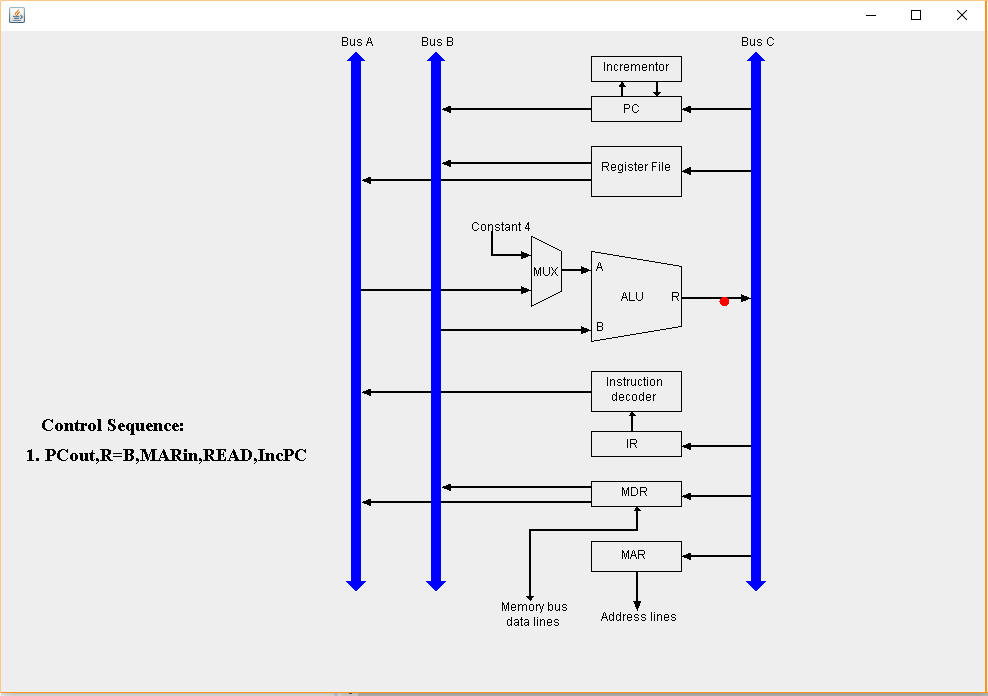 Bus A
Bus B
Bus C
Incrementor
PC
Register File
Constant 4
MUX
A
ALU
R
B
Instruction
decoder
Control Sequence:
IR
1. PCout,R=B,MARin,READ,IncPC
MDR
MAR
Memory bus
data lines
Address lines